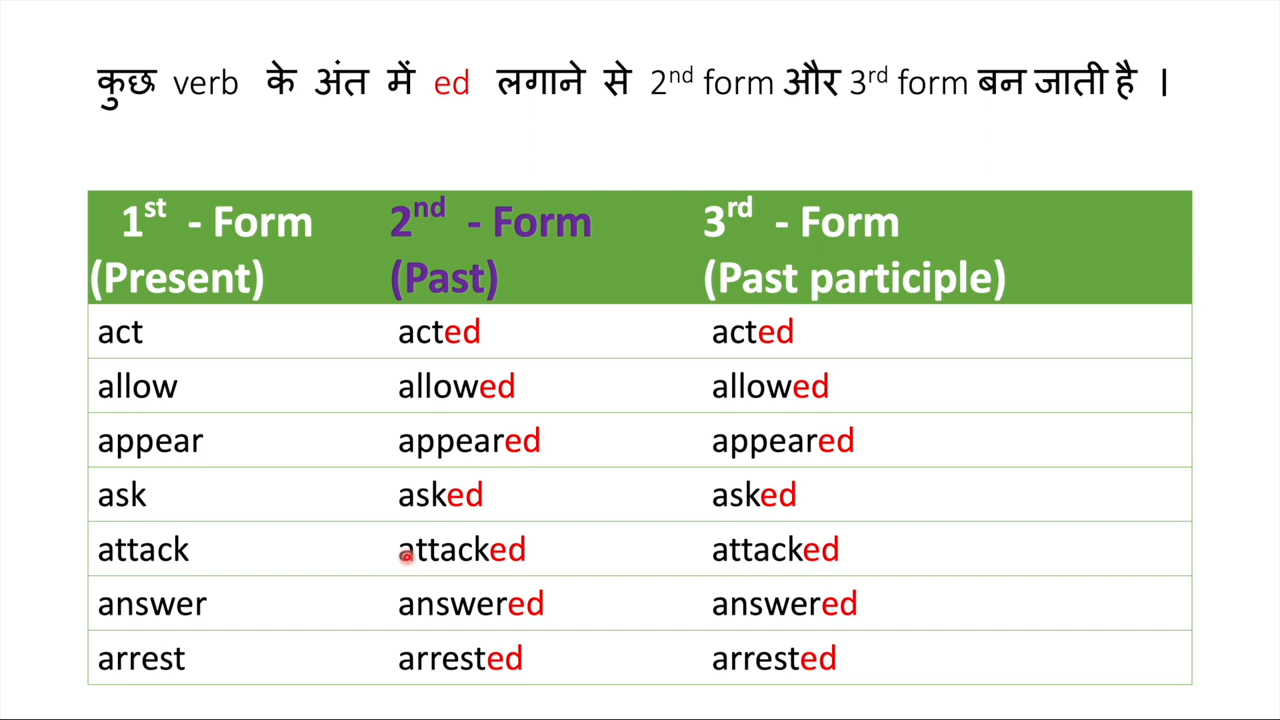 कुछ verb के अंत में ed लगाने से 2nd form और 3rd form बन जाती है ।
1st - Form 2nd - Form 3rd - Form
(Present) (Past) (Past participle)
act acted acted
allow allowed allowed
appear appeared appeared
ask asked asked
attack attacked attacked
answer answered answered
arrest arrested arrested